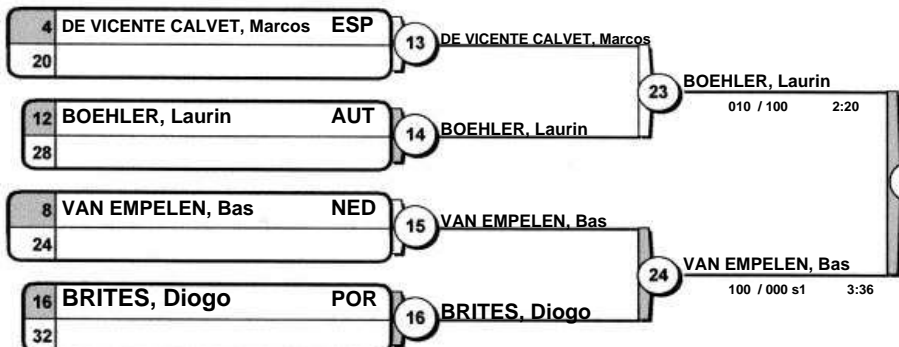 4 DE VICENTE CALVET, Marcos ESP
20
13 DE VICENTE CALVET, Marcos
12 BOEHLER, Laurin AUT
28
14 BOEHLER, Laurin
23 BOEHLER, Laurin
010 / 100 2:20
8 VAN EMPELEN, Bas NED
24
15 VAN EMPELEN, Bas
16 BRITES, Diogo POR
32
16 BRITES, Diogo
24 VAN EMPELEN, Bas
100 / 000 s1 3:36